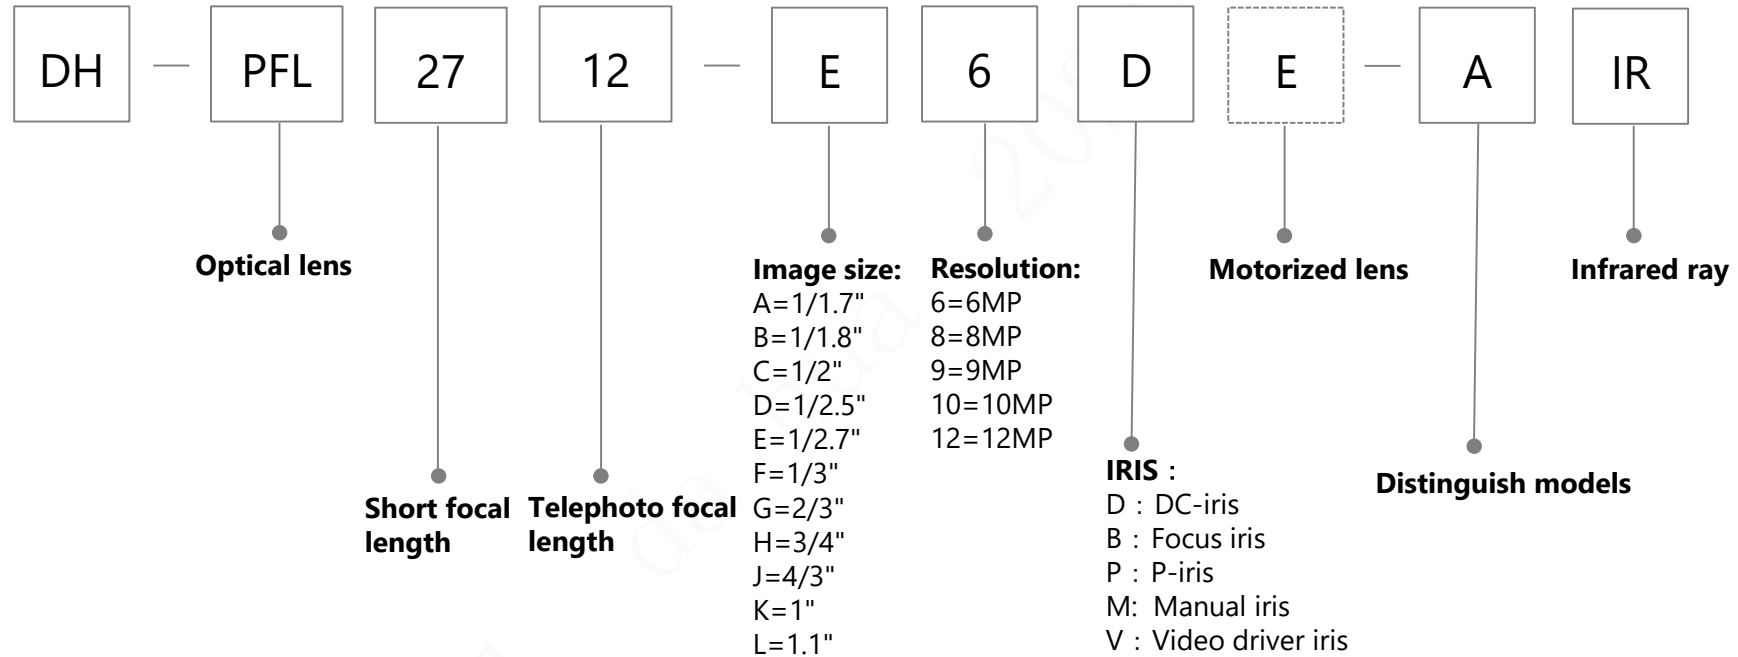 DH — PFL 27 12 — E 6 D E — A IR
Optical lens
Short focal
length
Telephoto focal
length
Image size:
A=1/1.7"
B=1/1.8"
C=1/2"
D=1/2.5"
E=1/2.7"
F=1/3"
G=2/3"
H=3/4"
J=4/3"
K=1"
L=1.1"
Resolution:
6=6MP
8=8MP
9=9MP
10=10MP
12=12MP
IRIS：
D：DC-iris
B：Focus iris
P：P-iris
M: Manual iris
V：Video driver iris
Motorized lens
Distinguish models
Infrared ray